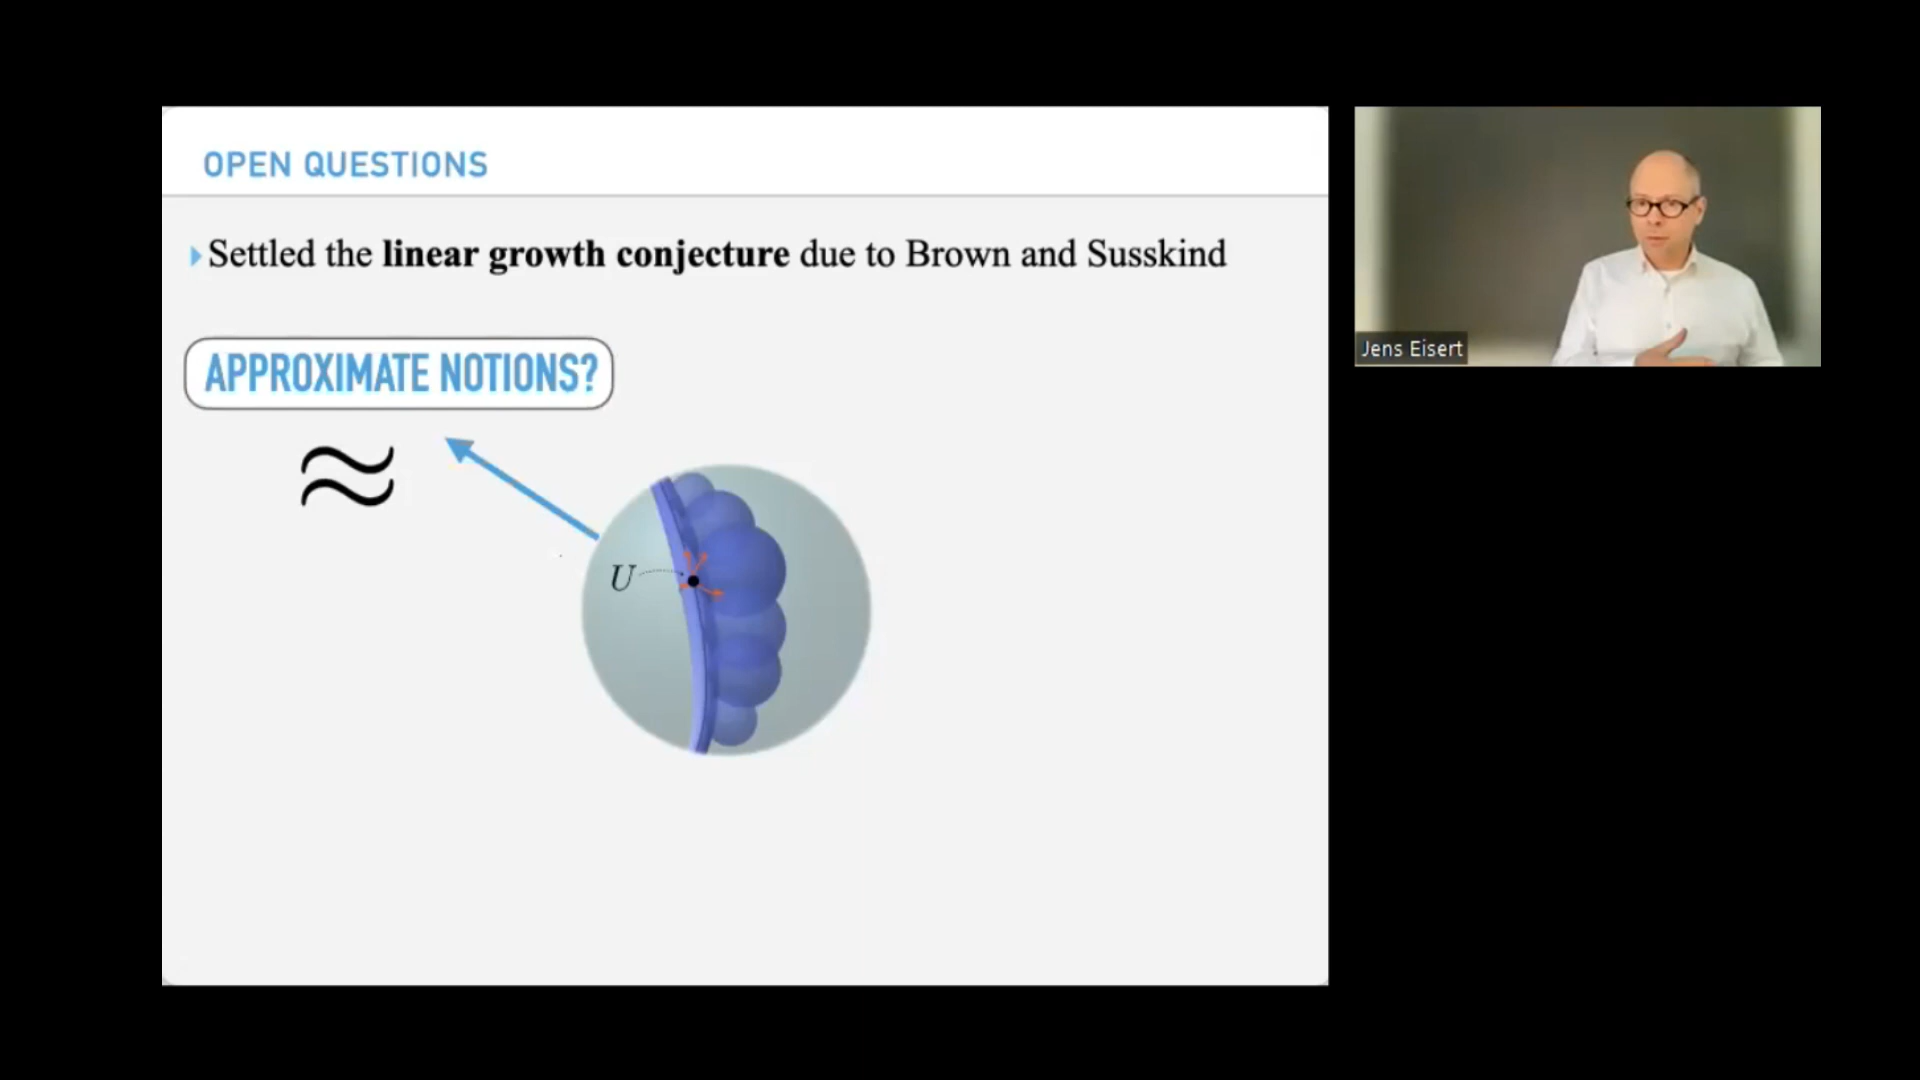 OPEN QUESTIONS
Settled the linear growth conjecture due to Brown and Susskind
APPROXIMATE NOTIONS?
≈
U
Jens Eisert